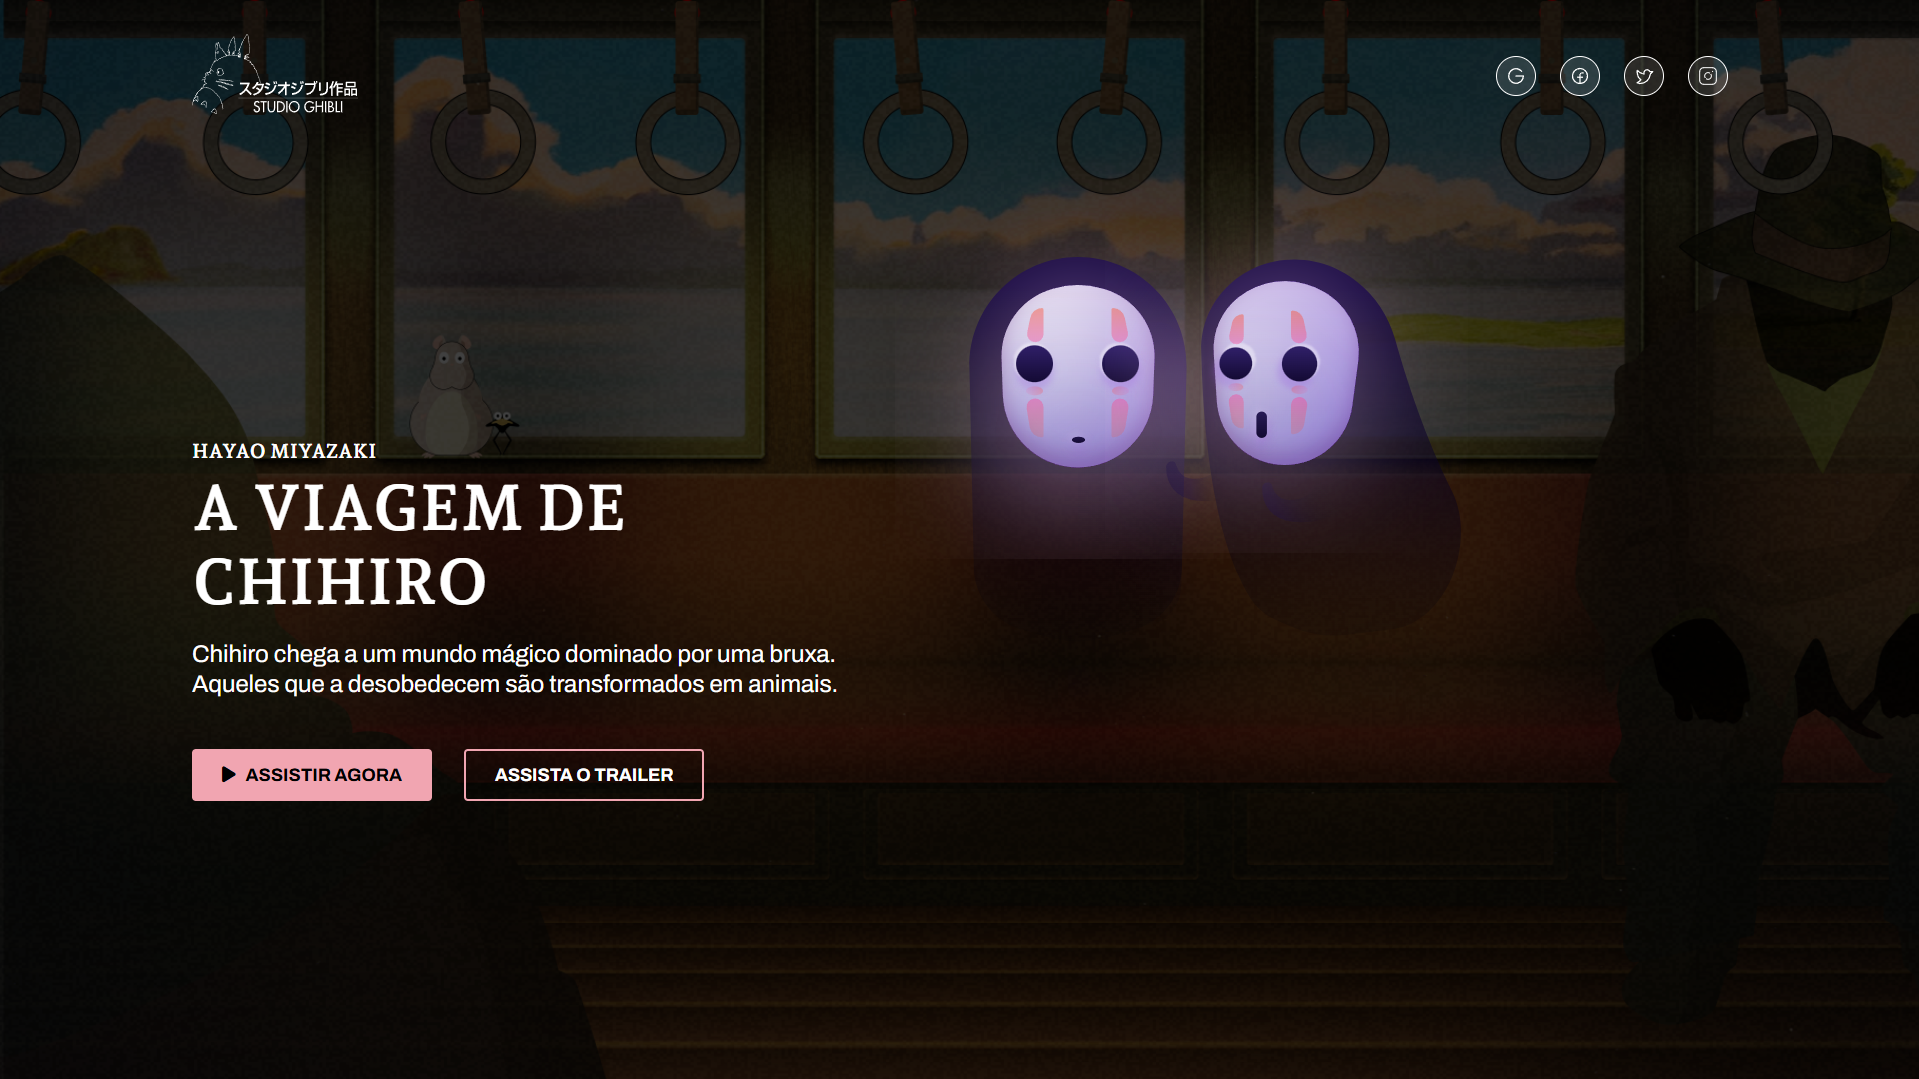 スタジオジブリ作品
STUDIO GHIBLI
HAYAO MIYAZAKI
A VIAGEM DE
CHIHIRO
Chihiro chega a um mundo mágico dominado por uma bruxa.
Aqueles que a desobedecem são transformados em animais.
ASSISTIR AGORA
ASSISTA O TRAILER